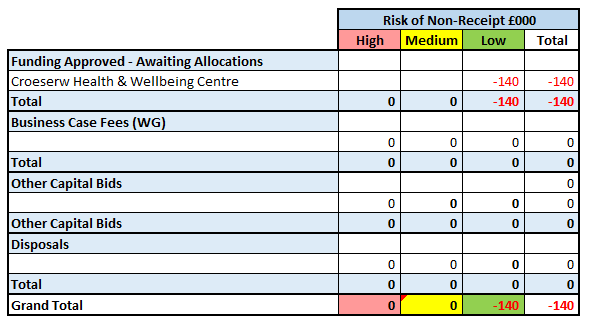 Risk of Non-Receipt £000
High Medium Low Total
Funding Approved - Awaiting Allocations
Croeserw Health & Wellbeing Centre -140 -140
Total 0 0 -140 -140
Business Case Fees (WG)
0 0 0 0
Total 0 0 0 0
Other Capital Bids 0
0 0 0 0
Other Capital Bids 0 0 0 0
Disposals
0 0 0 0
Total 0 0 0 0
Grand Total 0 0 -140 -140